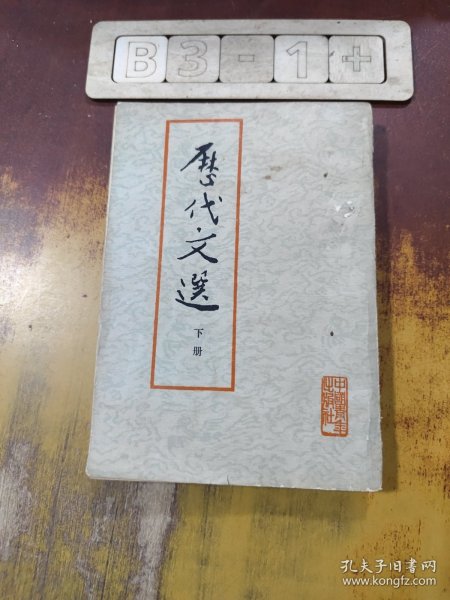 B3-1+
歷代文選
下册
中國青年
出版社
孔夫子旧书网
www.kongfz.com